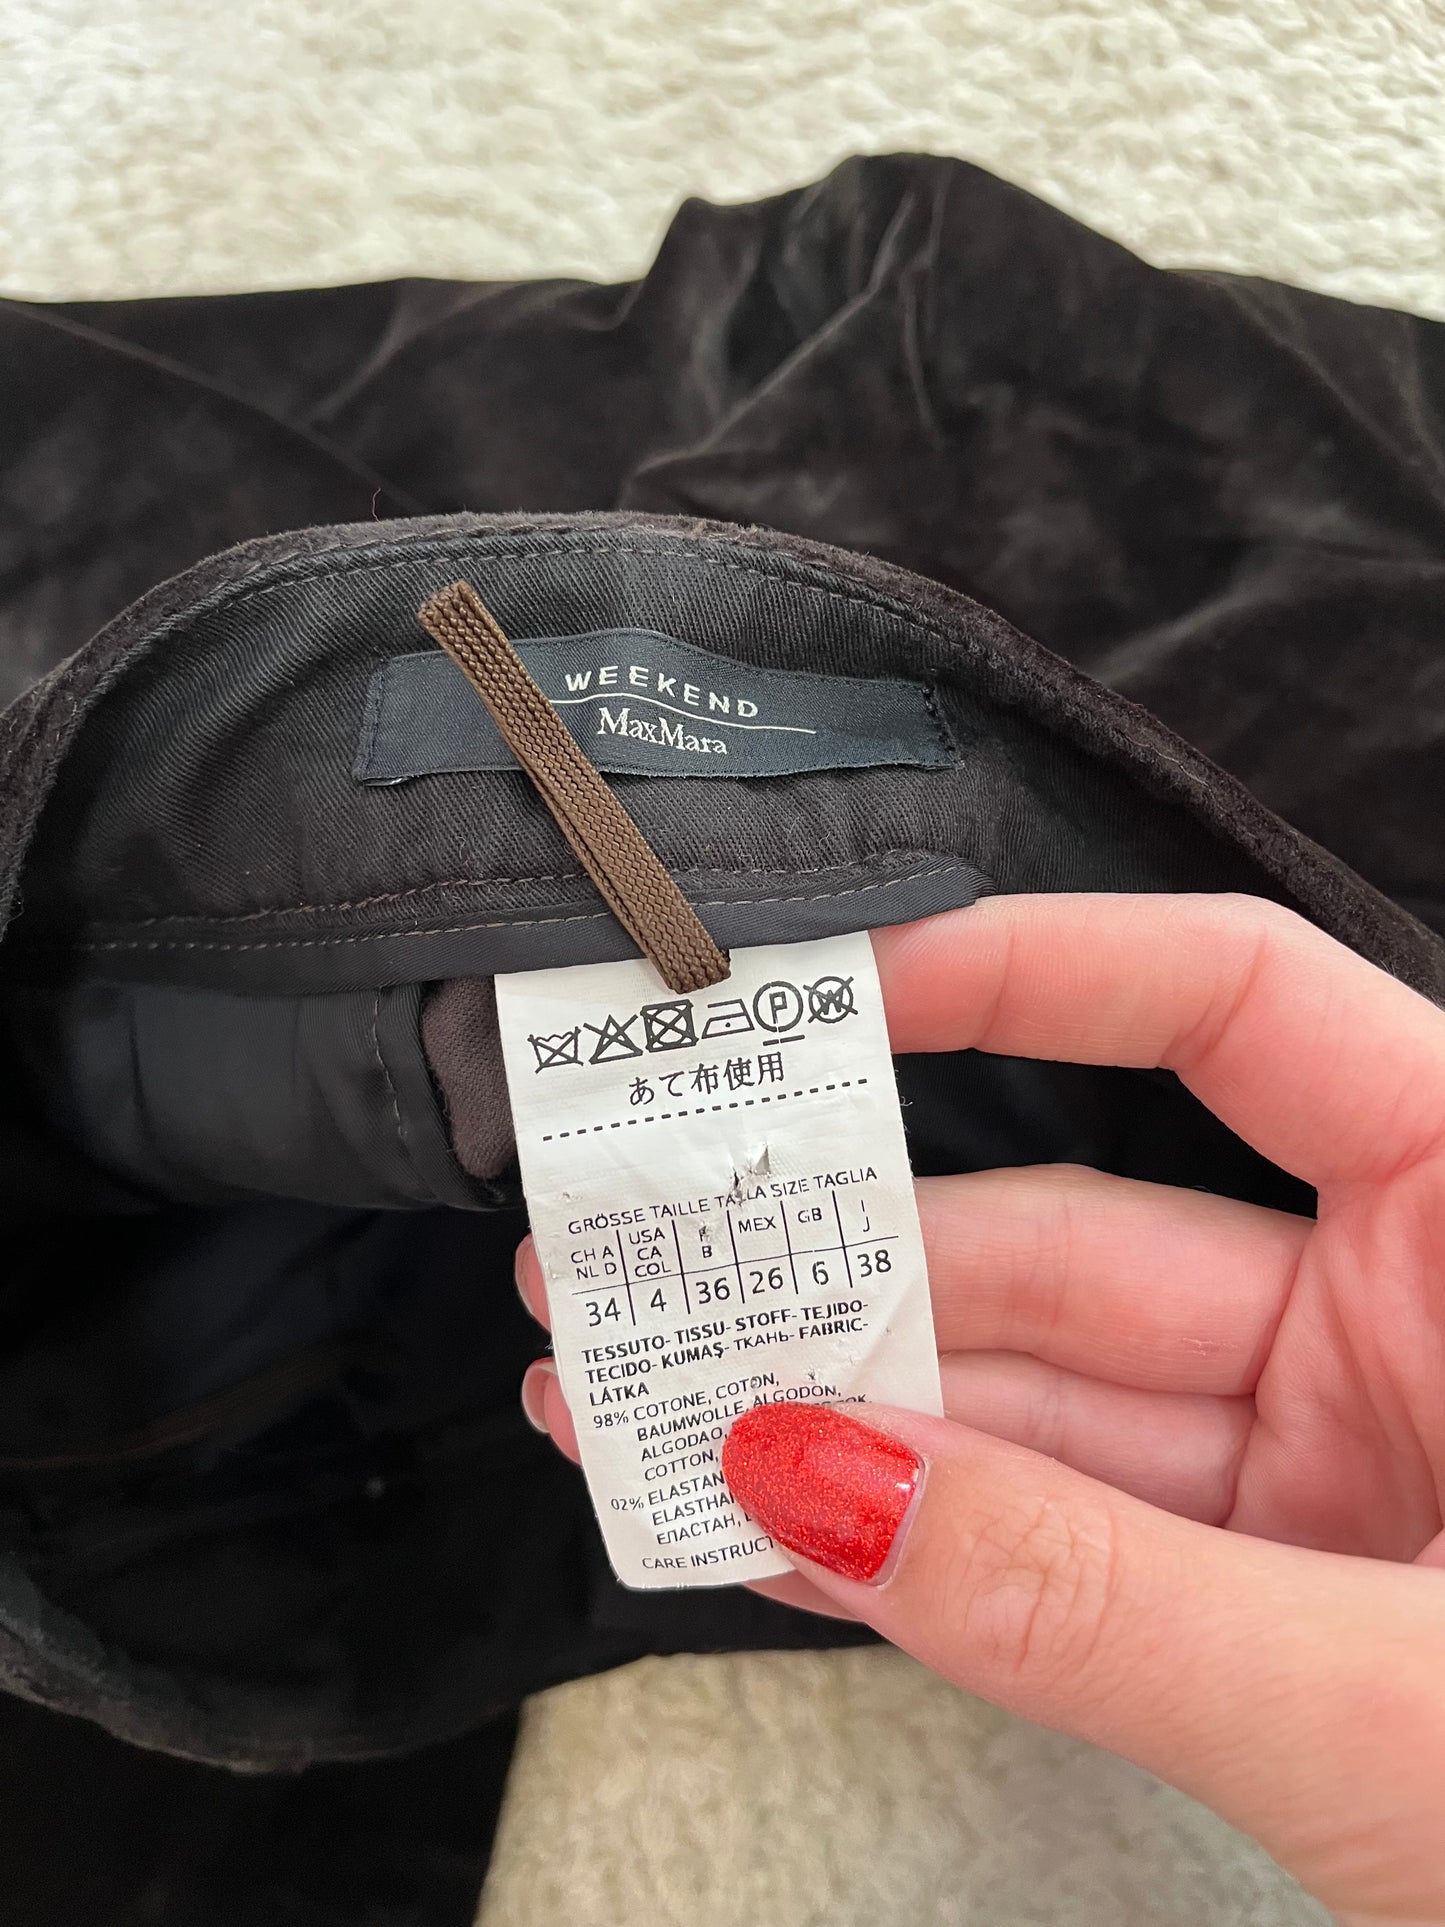 WEEKEND
MaxMara
P
W
あて布使用
GRÖSSE TAILLE TALLA SIZE TAGLIA
CH A NL D USA CA COL F B MEX GB I J
34 4 36 26 6 38
TESSUTO- TISSU- STOFF- TEJIDO-
TECIDO- KUMAŞ- ТКАНЬ- FABRIC-
LÁTKA
98% COTONE, COTON,
BAUMWOLLE, ALGODON,
ALGODAO,
COTTON,
02% ELASTAN
ELASTHAN
ЕЛАСТАН,
CARE INSTRUCT